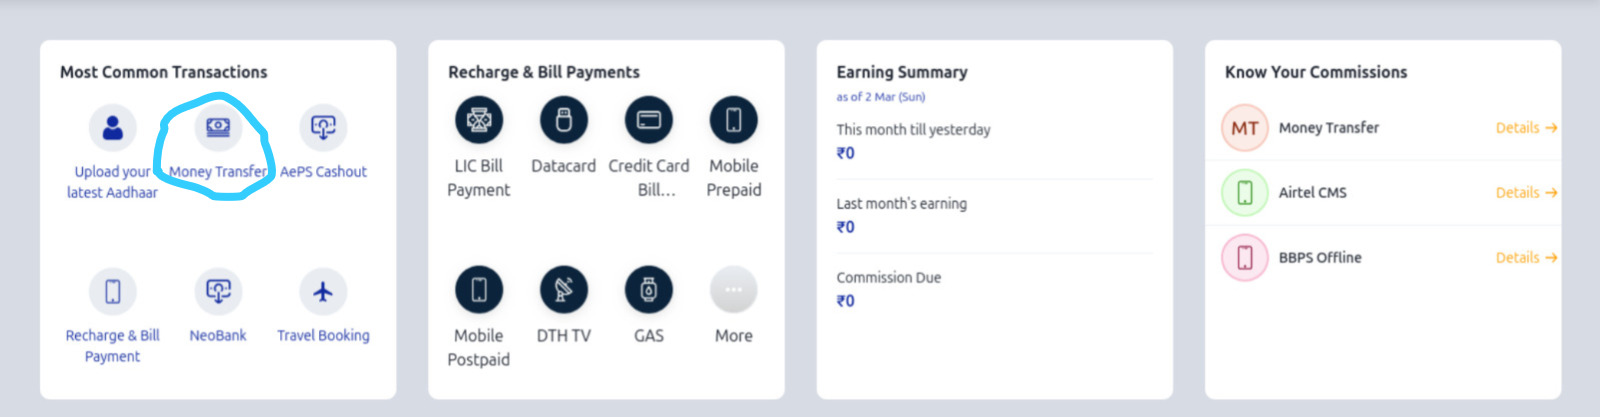 Most Common Transactions
Upload your
latest Aadhaar
Money Transfer
AePS Cashout
Recharge & Bill
Payment
NeoBank
Travel Booking
Recharge & Bill Payments
LIC Bill
Payment
Datacard
Credit Card
Bill...
Mobile
Prepaid
Mobile
Postpaid
DTH TV
GAS
More
Earning Summary
as of 2 Mar (Sun)
This month till yesterday
₹0
Last month's earning
₹0
Commission Due
₹0
Know Your Commissions
MT Money Transfer Details →
Airtel CMS Details →
BBPS Offline Details →